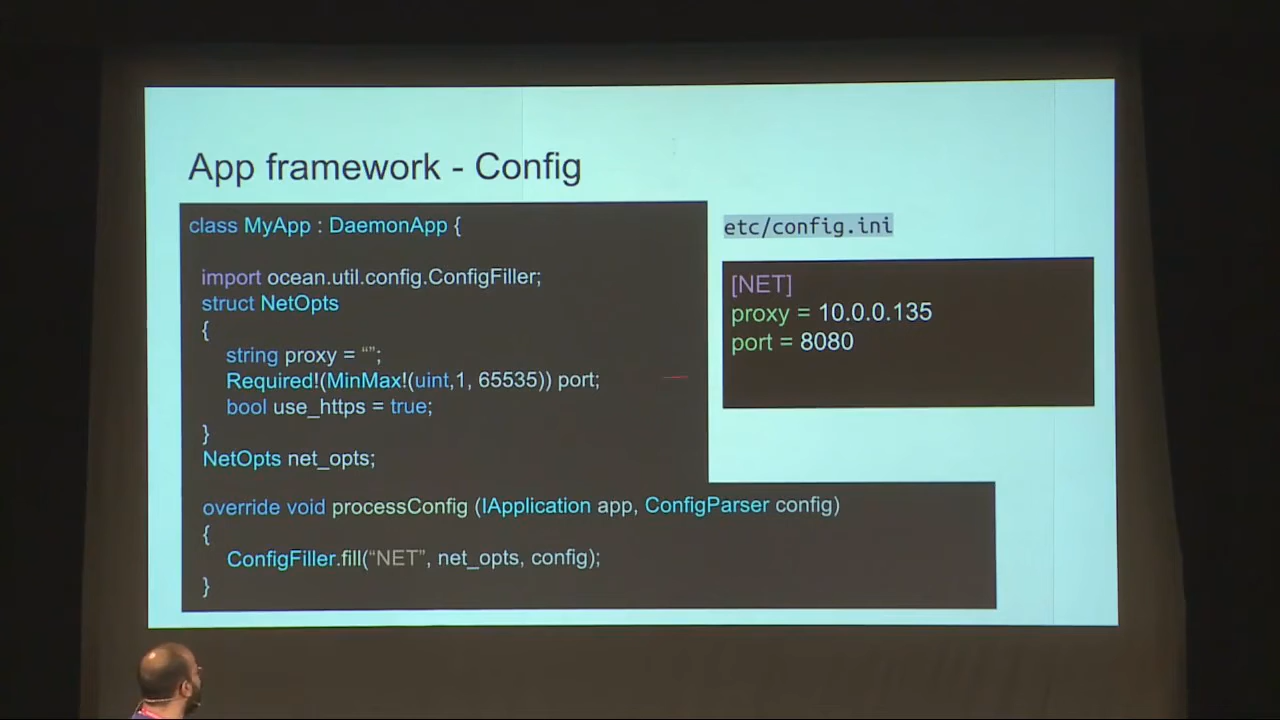 App framework - Config
class MyApp : DaemonApp {
import ocean.util.config.ConfigFiller;
struct NetOpts
{
string proxy = “”;
Required!(MinMax!(uint,1, 65535)) port;
bool use_https = true;
}
NetOpts net_opts;
override void processConfig (IApplication app, ConfigParser config)
{
ConfigFiller.fill(“NET”, net_opts, config);
}
etc/config.ini
[NET]
proxy = 10.0.0.135
port = 8080